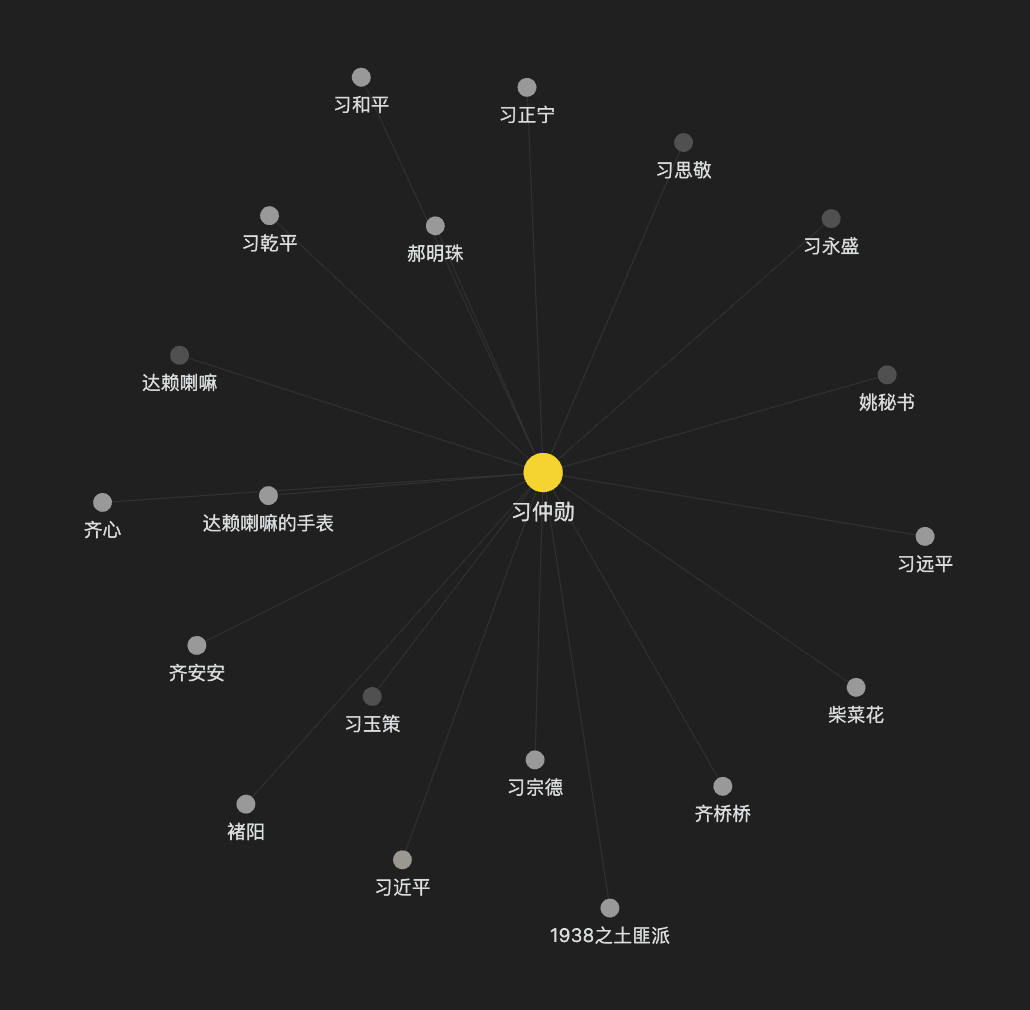 习和平
习正宁
习思敬
习乾平
郝明珠
习永盛
达赖喇嘛
姚秘书
齐心
达赖喇嘛的手表
习仲勋
习远平
齐安安
习玉策
柴菜花
习宗德
齐桥桥
褚阳
习近平
1938之土匪派